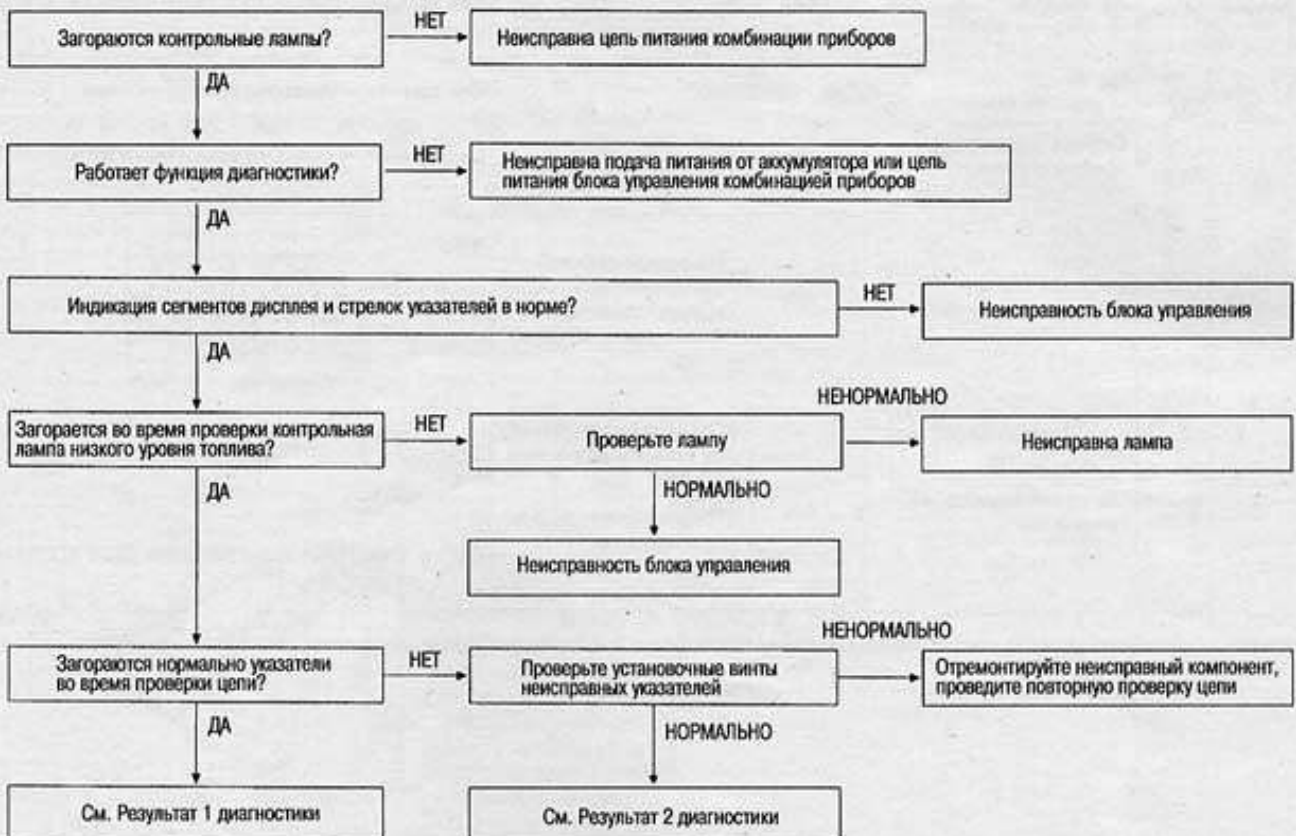 Загораются контрольные лампы?
НЕТ
Неисправна цепь питания комбинации приборов
ДА
Работает функция диагностики?
НЕТ
Неисправна подача питания от аккумулятора или цепь
питания блока управления комбинацией приборов
ДА
Индикация сегментов дисплея и стрелок указателей в норме?
НЕТ
Неисправность блока управления
ДА
Загорается во время проверки контрольная
лампа низкого уровня топлива?
НЕТ
Проверьте лампу
НЕНОРМАЛЬНО
Неисправна лампа
ДА
НОРМАЛЬНО
Неисправность блока управления
Загораются нормально указатели
во время проверки цепи?
НЕТ
Проверьте установочные винты
неисправных указателей
НЕНОРМАЛЬНО
Отремонтируйте неисправный компонент,
проведите повторную проверку цепи
ДА
НОРМАЛЬНО
См. Результат 1 диагностики
См. Результат 2 диагностики